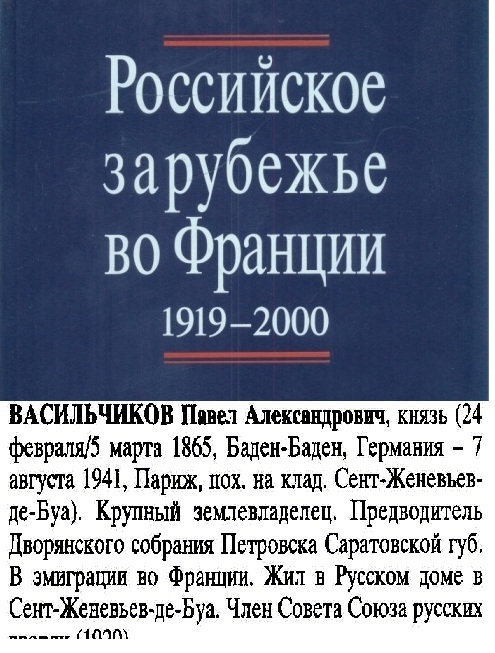 Российское
зарубежье
во Франции
1919–2000
ВАСИЛЬЧИКОВ Павел Александрович, князь (24
февраля/5 марта 1865, Баден-Баден, Германия – 7
августа 1941, Париж, пох. на клад. Сент-Женевьев-
де-Буа). Крупный землевладелец. Предводитель
Дворянского собрания Петровска Саратовской губ.
В эмиграции во Франции. Жил в Русском доме в
Сент-Женевьев-де-Буа. Член Совета Союза русских